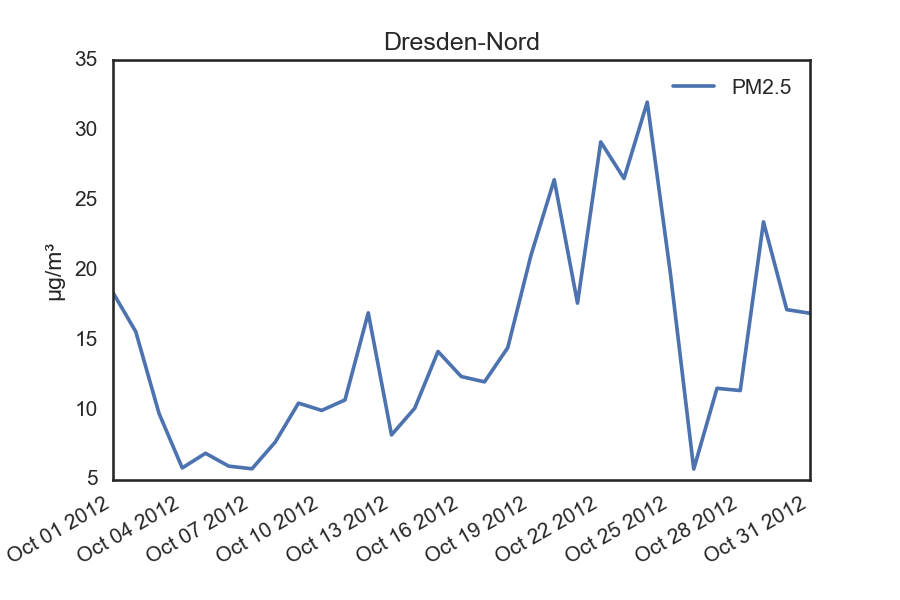 Dresden-Nord
PM2.5
µg/m³
35
30
25
20
15
10
5
Oct 01 2012
Oct 04 2012
Oct 07 2012
Oct 10 2012
Oct 13 2012
Oct 16 2012
Oct 19 2012
Oct 22 2012
Oct 25 2012
Oct 28 2012
Oct 31 2012